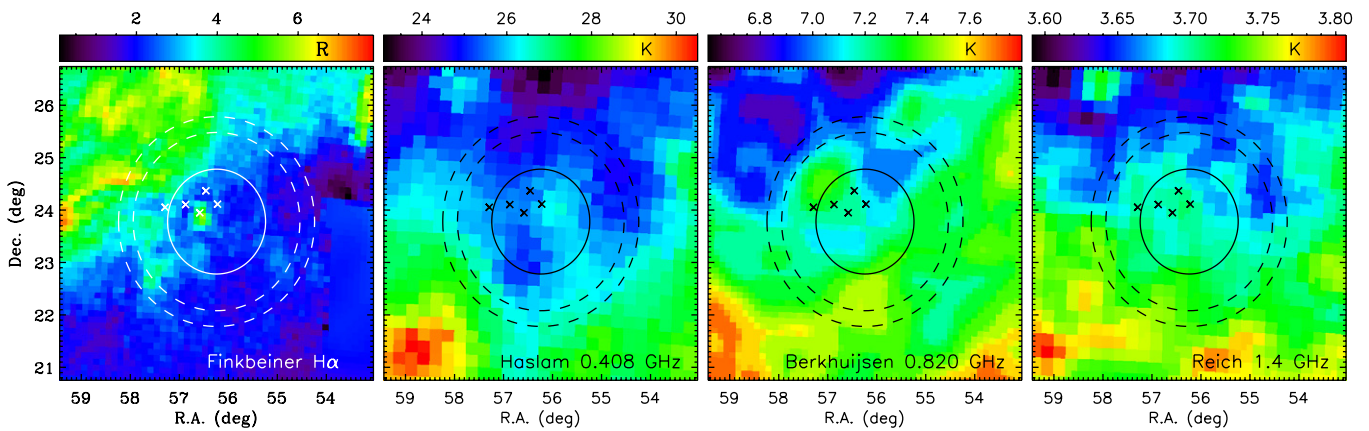 2 4 6
R
24 26 28 30
K
6.8 7.0 7.2 7.4 7.6
K
3.60 3.65 3.70 3.75 3.80
K
Dec. (deg)
26
25
24
23
22
21
Finkbeiner Hα
Haslam 0.408 GHz
Berkhuijsen 0.820 GHz
Reich 1.4 GHz
59 58 57 56 55 54
59 58 57 56 55 54
59 58 57 56 55 54
59 58 57 56 55 54
R.A. (deg)
R.A. (deg)
R.A. (deg)
R.A. (deg)